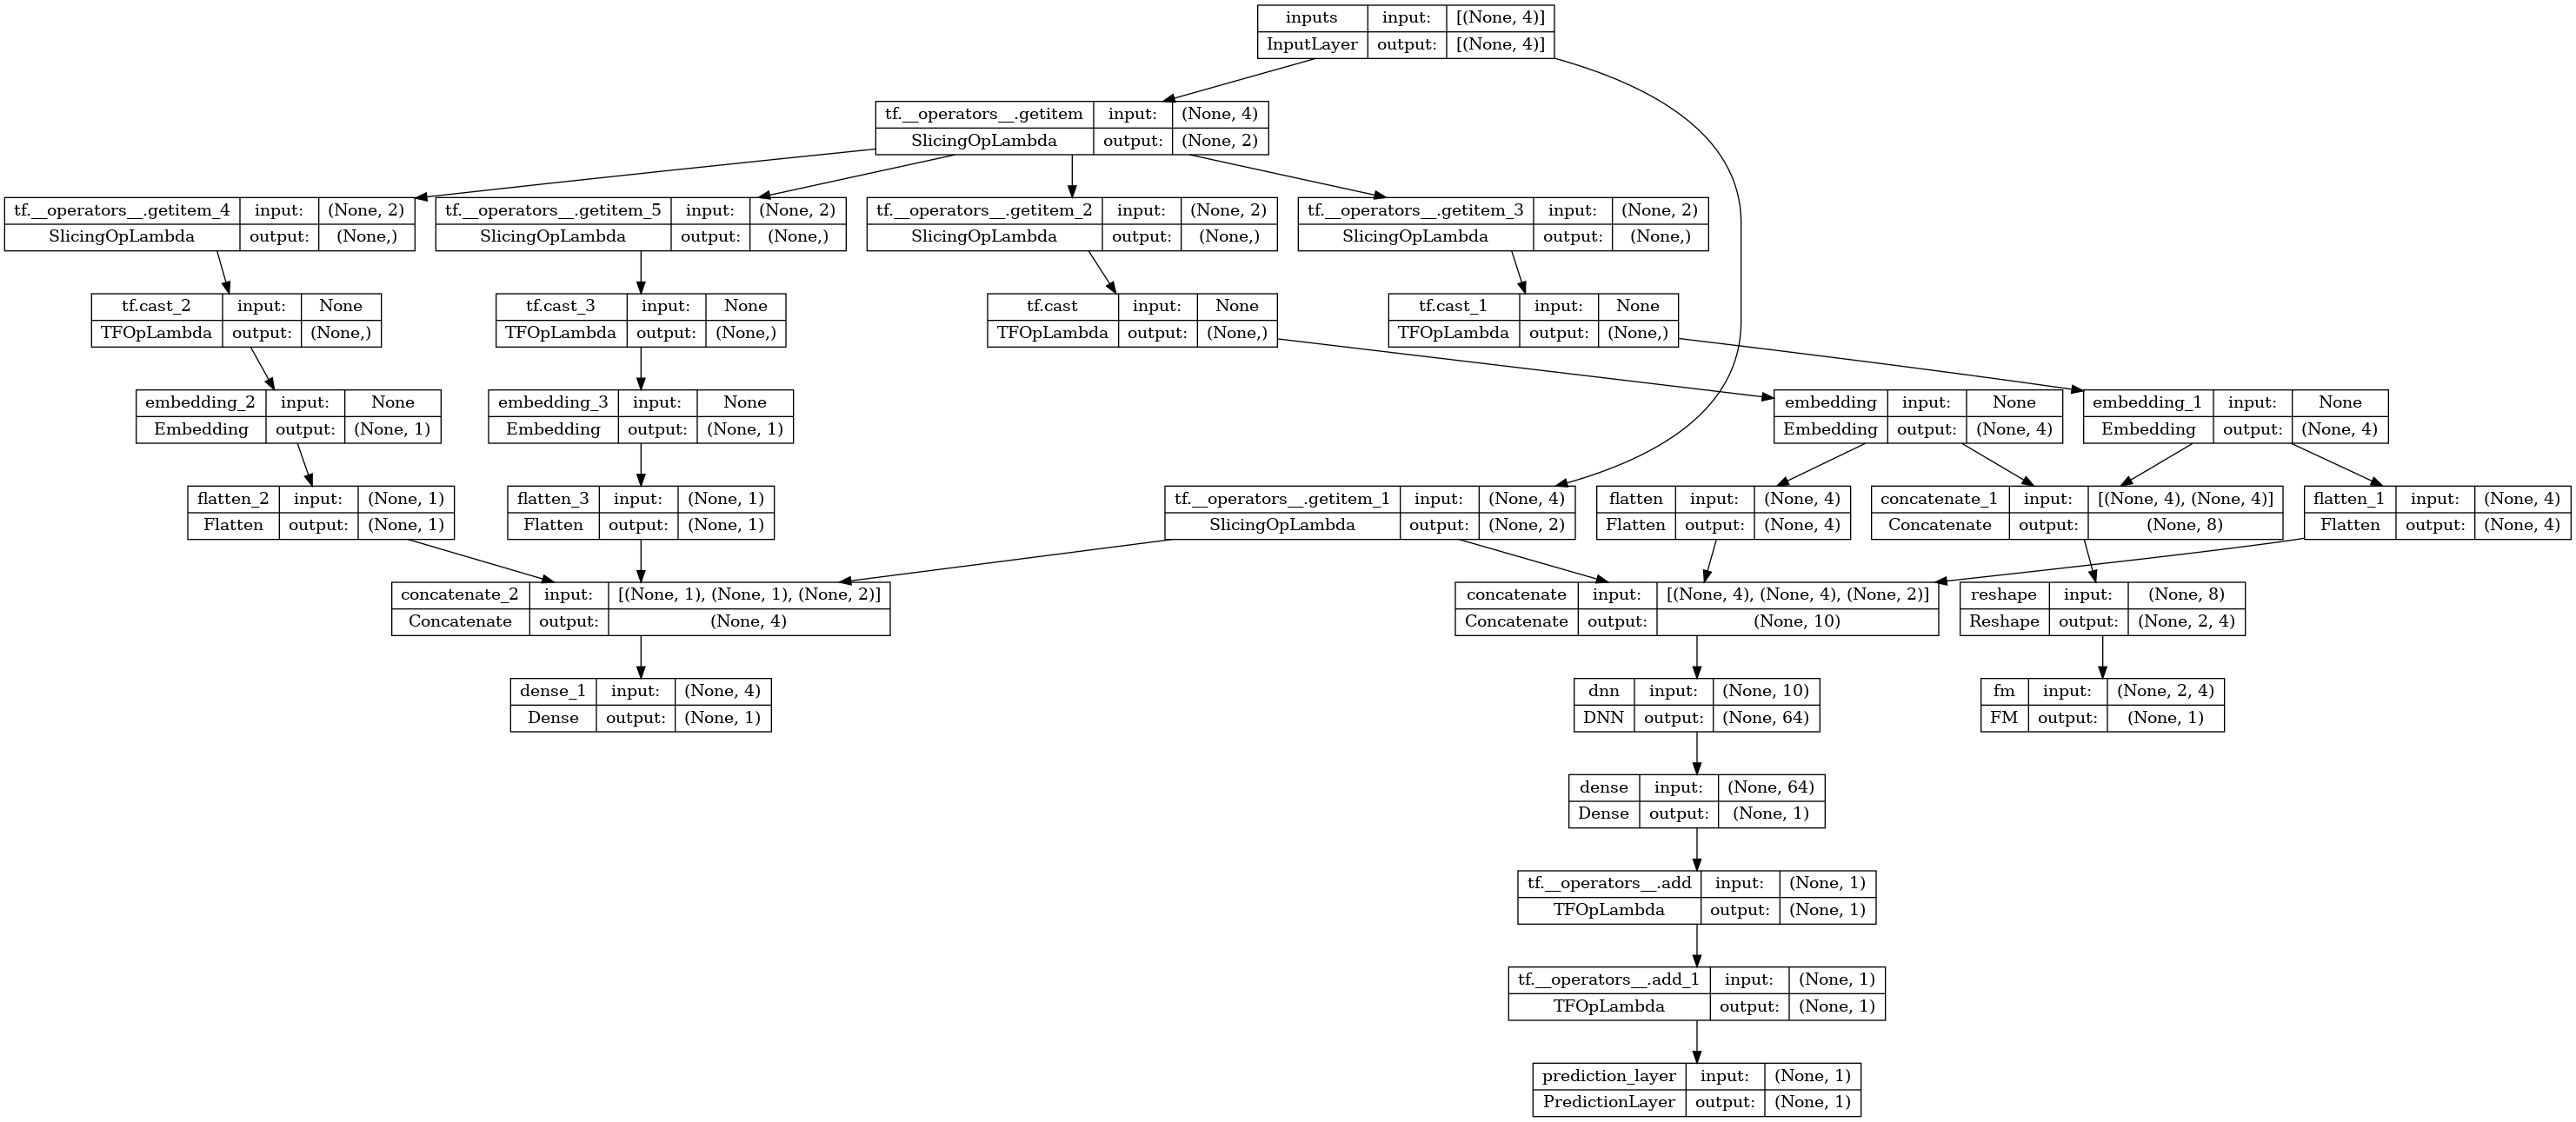 inputs input: [(None, 4)]
InputLayer output: [(None, 4)]
tf.__operators__.getitem input: (None, 4)
SlicingOpLambda output: (None, 2)
tf.__operators__.getitem_4 input: (None, 2)
SlicingOpLambda output: (None,)
tf.__operators__.getitem_5 input: (None, 2)
SlicingOpLambda output: (None,)
tf.__operators__.getitem_2 input: (None, 2)
SlicingOpLambda output: (None,)
tf.__operators__.getitem_3 input: (None, 2)
SlicingOpLambda output: (None,)
tf.cast_2 input: None
TFOpLambda output: (None,)
tf.cast_3 input: None
TFOpLambda output: (None,)
tf.cast input: None
TFOpLambda output: (None,)
tf.cast_1 input: None
TFOpLambda output: (None,)
embedding_2 input: None
Embedding output: (None, 1)
embedding_3 input: None
Embedding output: (None, 1)
embedding input: None
Embedding output: (None, 4)
embedding_1 input: None
Embedding output: (None, 4)
flatten_2 input: (None, 1)
Flatten output: (None, 1)
flatten_3 input: (None, 1)
Flatten output: (None, 1)
tf.__operators__.getitem_1 input: (None, 4)
SlicingOpLambda output: (None, 2)
flatten input: (None, 4)
Flatten output: (None, 4)
concatenate_1 input: [(None, 4), (None, 4)]
Concatenate output: (None, 8)
flatten_1 input: (None, 4)
Flatten output: (None, 4)
concatenate_2 input: [(None, 1), (None, 1), (None, 2)]
Concatenate output: (None, 4)
concatenate input: [(None, 4), (None, 4), (None, 2)]
Concatenate output: (None, 10)
reshape input: (None, 8)
Reshape output: (None, 2, 4)
dense_1 input: (None, 4)
Dense output: (None, 1)
dnn input: (None, 10)
DNN output: (None, 64)
fm input: (None, 2, 4)
FM output: (None, 1)
dense input: (None, 64)
Dense output: (None, 1)
tf.__operators__.add input: (None, 1)
TFOpLambda output: (None, 1)
tf.__operators__.add_1 input: (None, 1)
TFOpLambda output: (None, 1)
prediction_layer input: (None, 1)
PredictionLayer output: (None, 1)